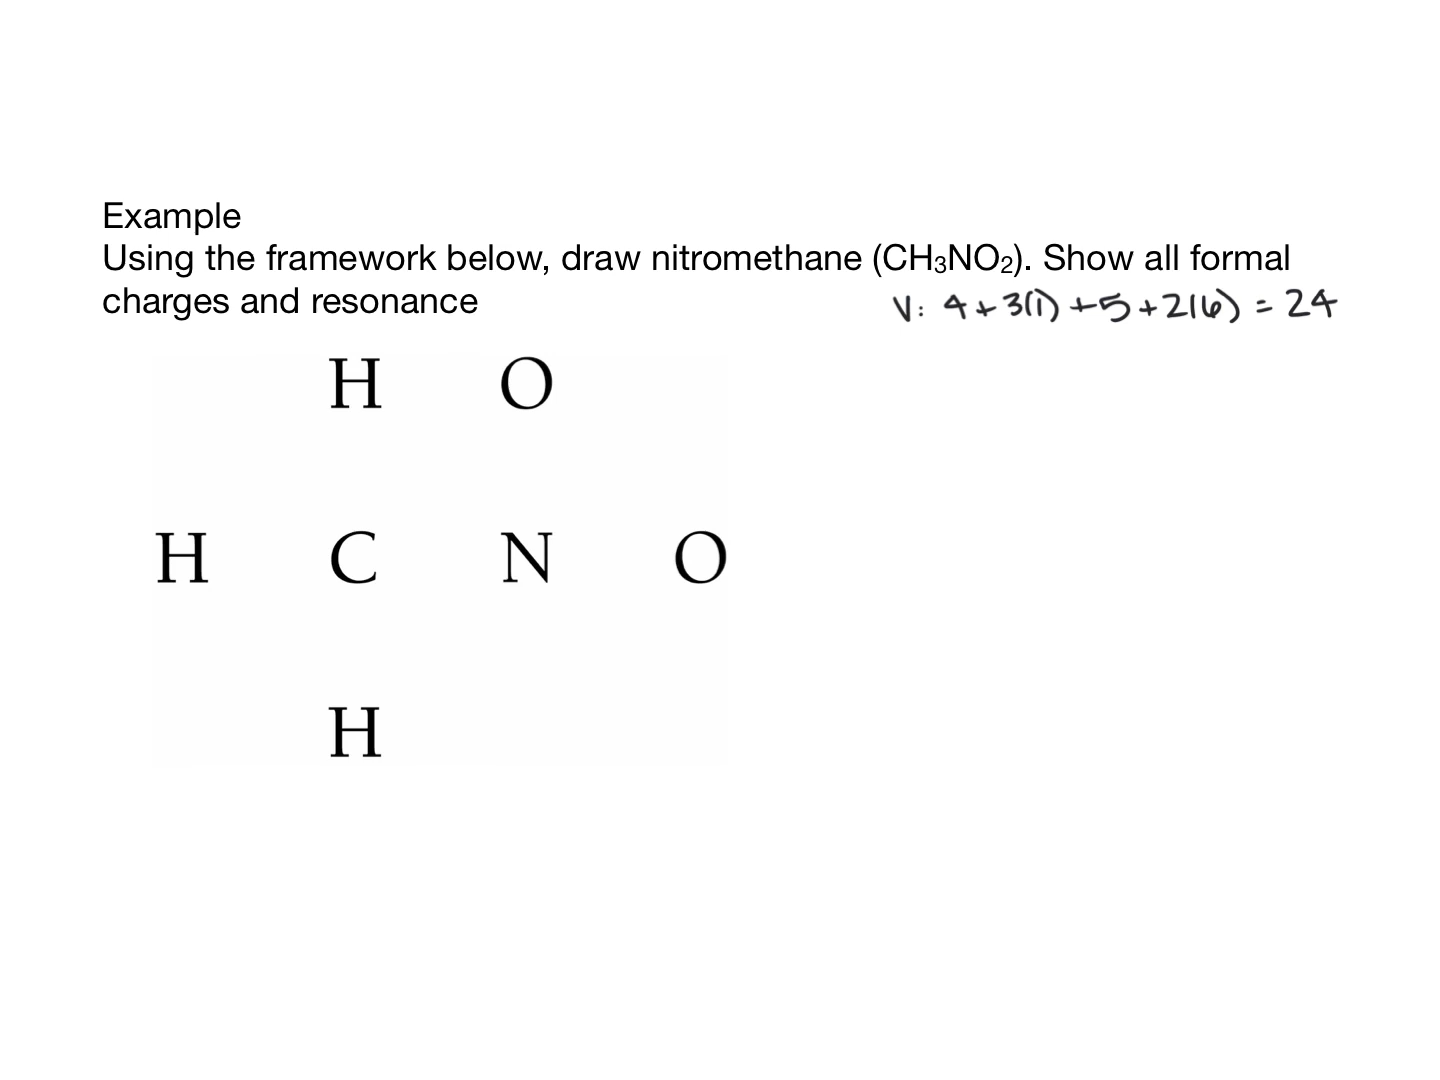 Example
Using the framework below, draw nitromethane (CH₃NO₂). Show all formal
charges and resonance
V: 4+3(1)+5+2(6) = 24
H O
H C N O
H